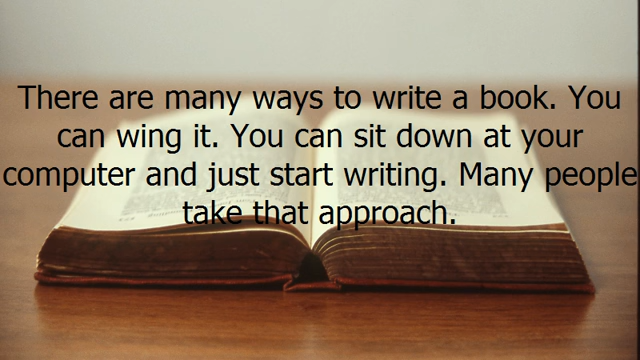 There are many ways to write a book. You
can wing it. You can sit down at your
computer and just start writing. Many people
take that approach.